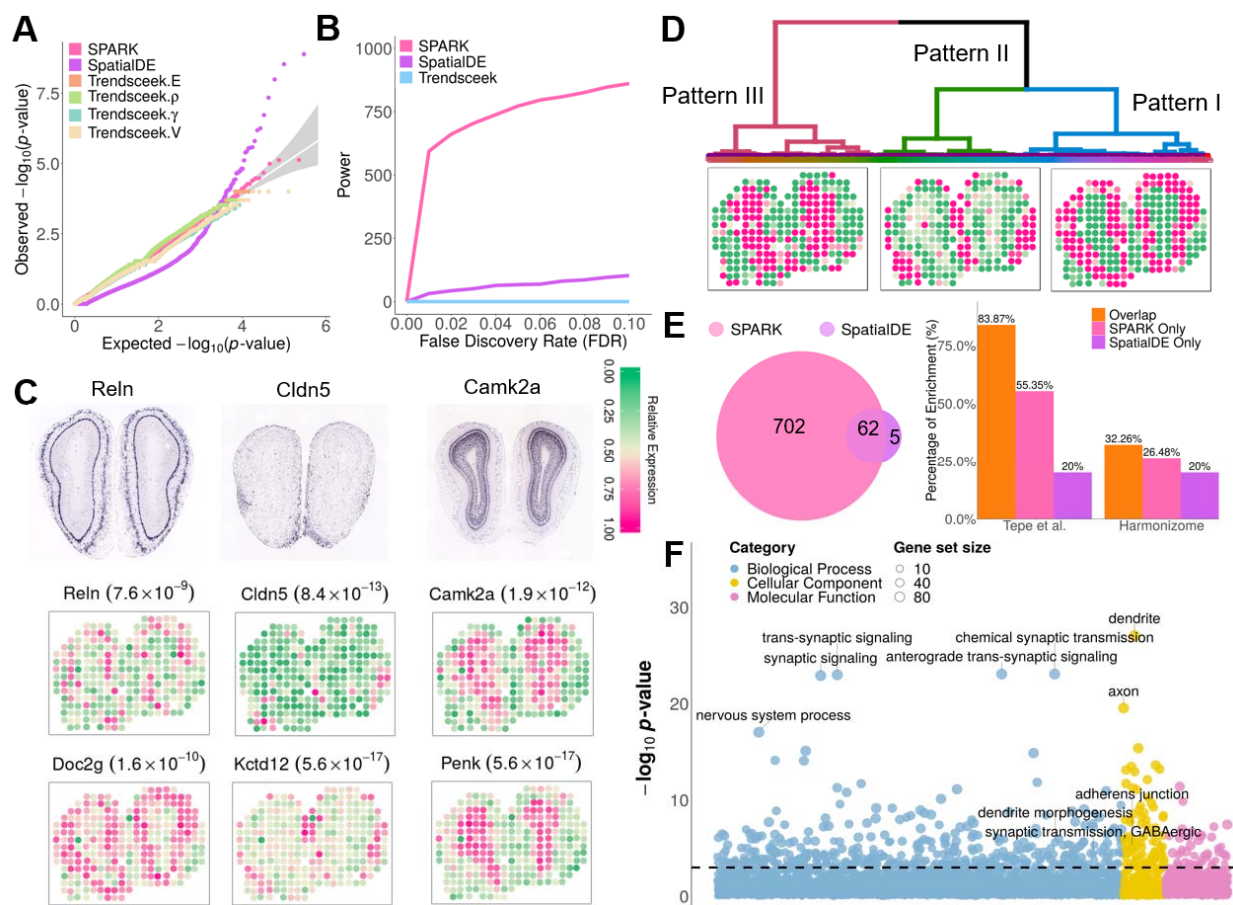 A
SPARK
SpatialDE
Trendsceek.E
Trendsceek.ρ
Trendsceek.γ
Trendsceek.V
Observed −log10(p-value)
7.5
5.0
2.5
0.0
0
2
4
6
Expected −log10(p-value)
B
SPARK
SpatialDE
Trendsceek
Power
1000
750
500
250
0
0.00
0.02
0.04
0.06
0.08
0.10
False Discovery Rate (FDR)
C
Reln
Cldn5
Camk2a
0.00
0.25
0.50
0.75
1.00
Relative Expression
Reln (7.6×10−9)
Cldn5 (8.4×10−13)
Camk2a (1.9×10−12)
Doc2g (1.6×10−10)
Kctd12 (5.6×10−17)
Penk (5.6×10−17)
D
Pattern III
Pattern II
Pattern I
E
SPARK
SpatialDE
702
62
5
Percentage of Enrichment (%)
75.0%
50.0%
25.0%
0.0%
Overlap
SPARK Only
SpatialDE Only
83.87%
55.35%
20%
32.26%
26.48%
20%
Tepe et al.
Harmonizome
F
Category
Biological Process
Cellular Component
Molecular Function
Gene set size
10
40
80
−log10 p-value
30
20
10
0
dendrite
trans-synaptic signaling
chemical synaptic transmission
synaptic signaling
anterograde trans-synaptic signaling
axon
nervous system process
adherens junction
dendrite morphogenesis
synaptic transmission, GABAergic